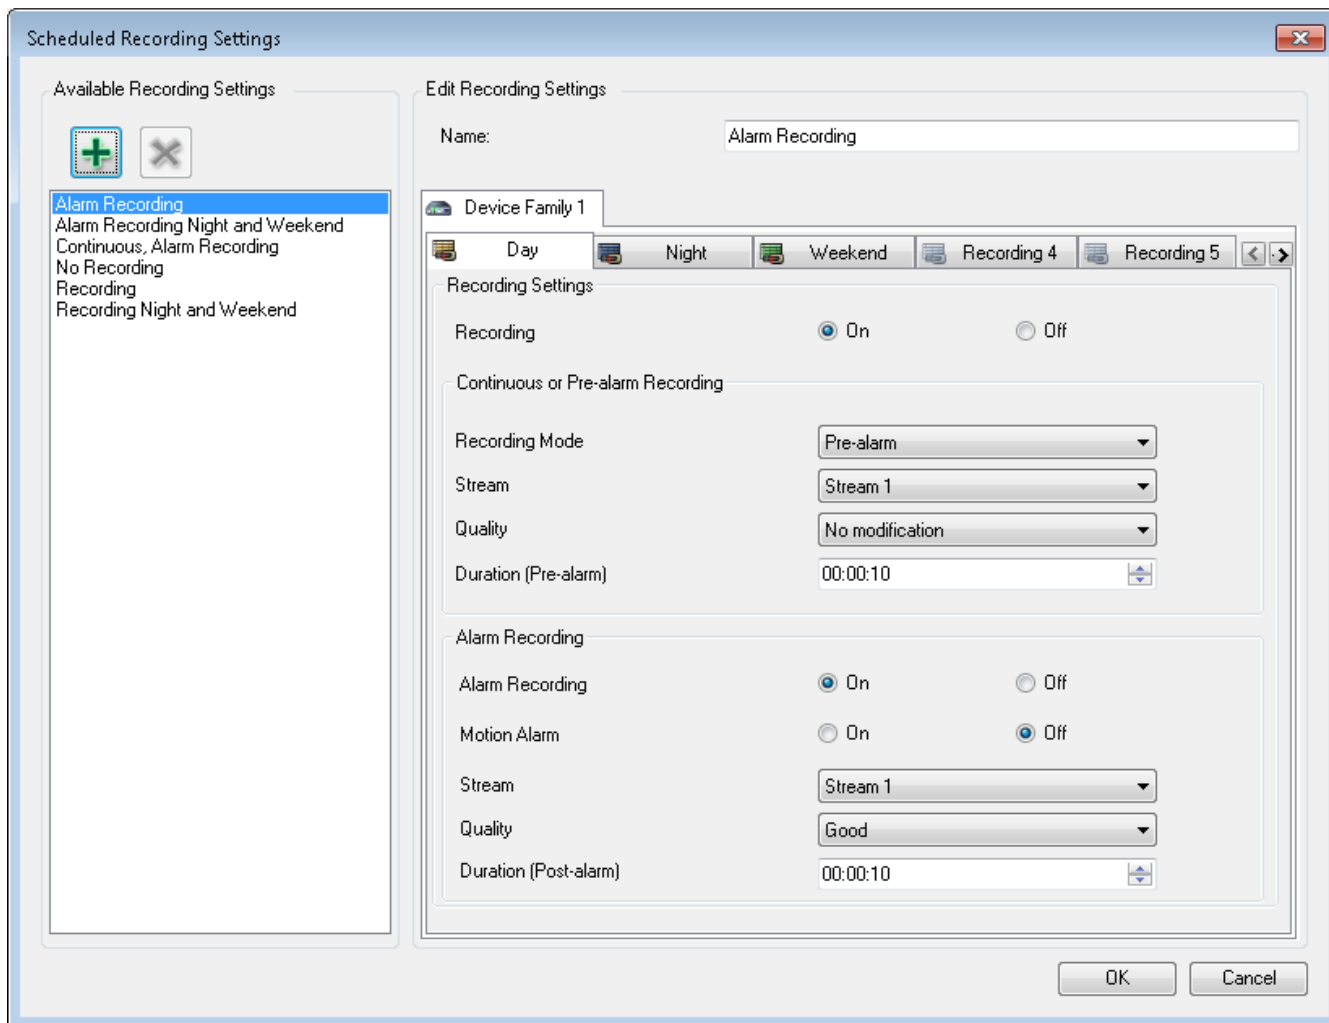 Scheduled Recording Settings
Available Recording Settings
Alarm Recording
Alarm Recording Night and Weekend
Continuous, Alarm Recording
No Recording
Recording
Recording Night and Weekend
Edit Recording Settings
Name: Alarm Recording
Device Family 1
Day Night Weekend Recording 4 Recording 5
Recording Settings
Recording On Off
Continuous or Pre-alarm Recording
Recording Mode Pre-alarm
Stream Stream 1
Quality No modification
Duration (Pre-alarm) 00:00:10
Alarm Recording
Alarm Recording On Off
Motion Alarm On Off
Stream Stream 1
Quality Good
Duration (Post-alarm) 00:00:10
OK Cancel